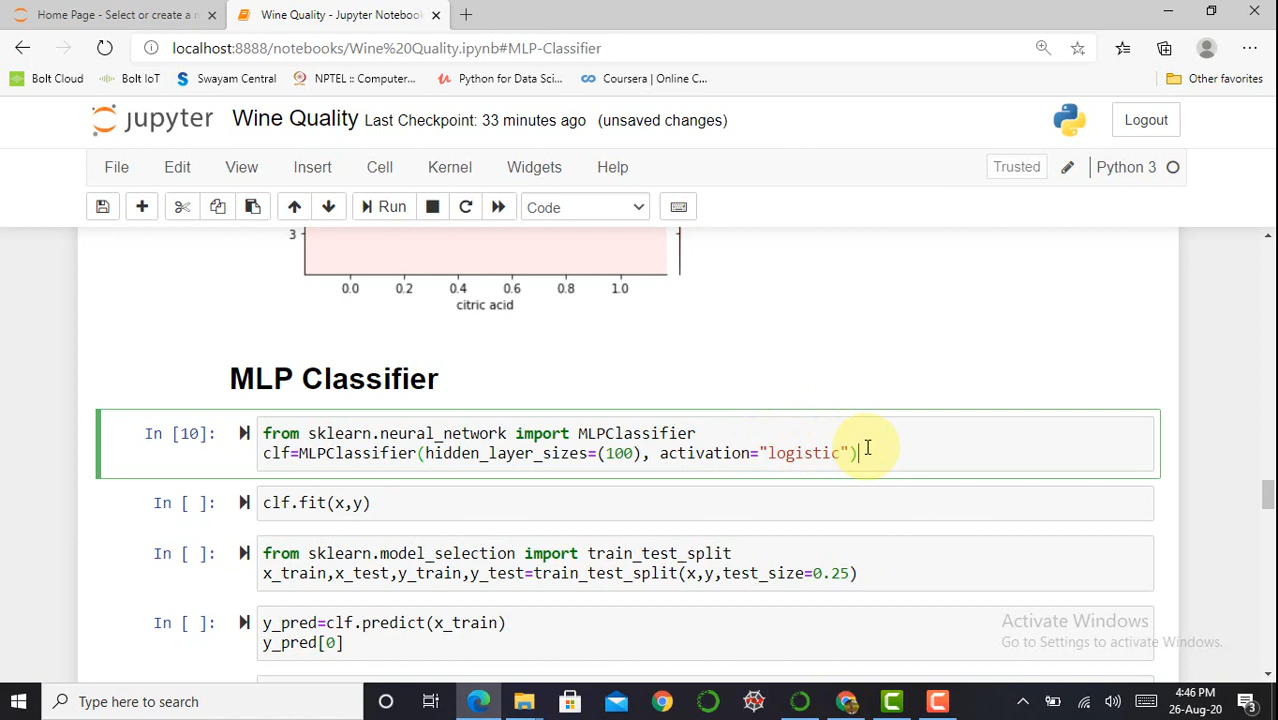 Home Page - Select or create a n
Wine Quality - Jupyter Notebook
localhost:8888/notebooks/Wine%20Quality.ipynb#MLP-Classifier
Bolt Cloud
Bolt IoT
Swayam Central
NPTEL :: Computer...
Python for Data Sci...
Coursera | Online C...
Other favorites
jupyter
Wine Quality Last Checkpoint: 33 minutes ago (unsaved changes)
Logout
File Edit View Insert Cell Kernel Widgets Help
Trusted
Python 3
Run
Code
3
0.0 0.2 0.4 0.6 0.8 1.0
citric acid
MLP Classifier
In [10]:
from sklearn.neural_network import MLPClassifier
clf=MLPClassifier(hidden_layer_sizes=(100), activation="logistic")
In [ ]:
clf.fit(x,y)
In [ ]:
from sklearn.model_selection import train_test_split
x_train,x_test,y_train,y_test=train_test_split(x,y,test_size=0.25)
In [ ]:
y_pred=clf.predict(x_train)
y_pred[0]
Activate Windows
Go to Settings to activate Windows.
Type here to search
4:46 PM
26-Aug-20
3